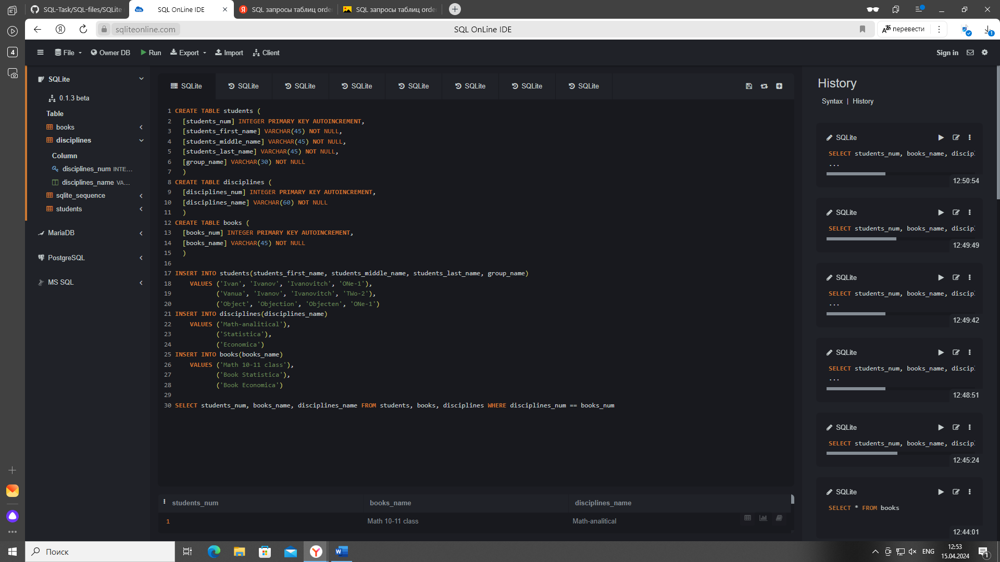 SQL-Task/SQL-files/SQLite
SQL OnLine IDE
SQL запросы таблиц orde
SQL запросы таблиц orde
sqliteonline.com
SQL OnLine IDE
перевести
1
4
File
Owner DB
Run
Export
Import
Client
Sign in
SQLite
0.1.3 beta
Table
books
disciplines
Column
disciplines_num INTE...
disciplines_name VA...
sqlite_sequence
students
MariaDB
PostgreSQL
MS SQL
SQLite
SQLite
SQLite
SQLite
SQLite
SQLite
SQLite
SQLite
1 CREATE TABLE students (
2 [students_num] INTEGER PRIMARY KEY AUTOINCREMENT,
3 [students_first_name] VARCHAR(45) NOT NULL,
4 [students_middle_name] VARCHAR(45) NOT NULL,
5 [students_last_name] VARCHAR(45) NOT NULL,
6 [group_name] VARCHAR(30) NOT NULL
7 )
8 CREATE TABLE disciplines (
9 [disciplines_num] INTEGER PRIMARY KEY AUTOINCREMENT,
10 [disciplines_name] VARCHAR(60) NOT NULL
11 )
12 CREATE TABLE books (
13 [books_num] INTEGER PRIMARY KEY AUTOINCREMENT,
14 [books_name] VARCHAR(45) NOT NULL
15 )
16
17 INSERT INTO students(students_first_name, students_middle_name, students_last_name, group_name)
18 VALUES ('Ivan', 'Ivanov', 'Ivanovitch', 'ONe-1'),
19 ('Vanua', 'Ivanov', 'Ivanovitch', 'TWo-2'),
20 ('Object', 'Objection', 'Objecten', 'ONe-1')
21 INSERT INTO disciplines(disciplines_name)
22 VALUES ('Math-analitical'),
23 ('Statistica'),
24 ('Economica')
25 INSERT INTO books(books_name)
26 VALUES ('Math 10-11 class'),
27 ('Book Statistica'),
28 ('Book Economica')
29
30 SELECT students_num, books_name, disciplines_name FROM students, books, disciplines WHERE disciplines_num == books_num
students_num books_name disciplines_name
1 Math 10-11 class Math-analitical
History
Syntax | History
SQLite
SELECT students_num, books_name, discip
...
12:50:54
SQLite
SELECT students_num, books_name, discip
12:49:49
SQLite
SELECT students_num, books_name, discip
...
12:49:42
SQLite
SELECT students_num, books_name, discip
...
12:48:51
SQLite
SELECT students_num, books_name, discip
12:45:24
SQLite
SELECT * FROM books
12:44:01
Поиск
ENG
12:53
15.04.2024
1